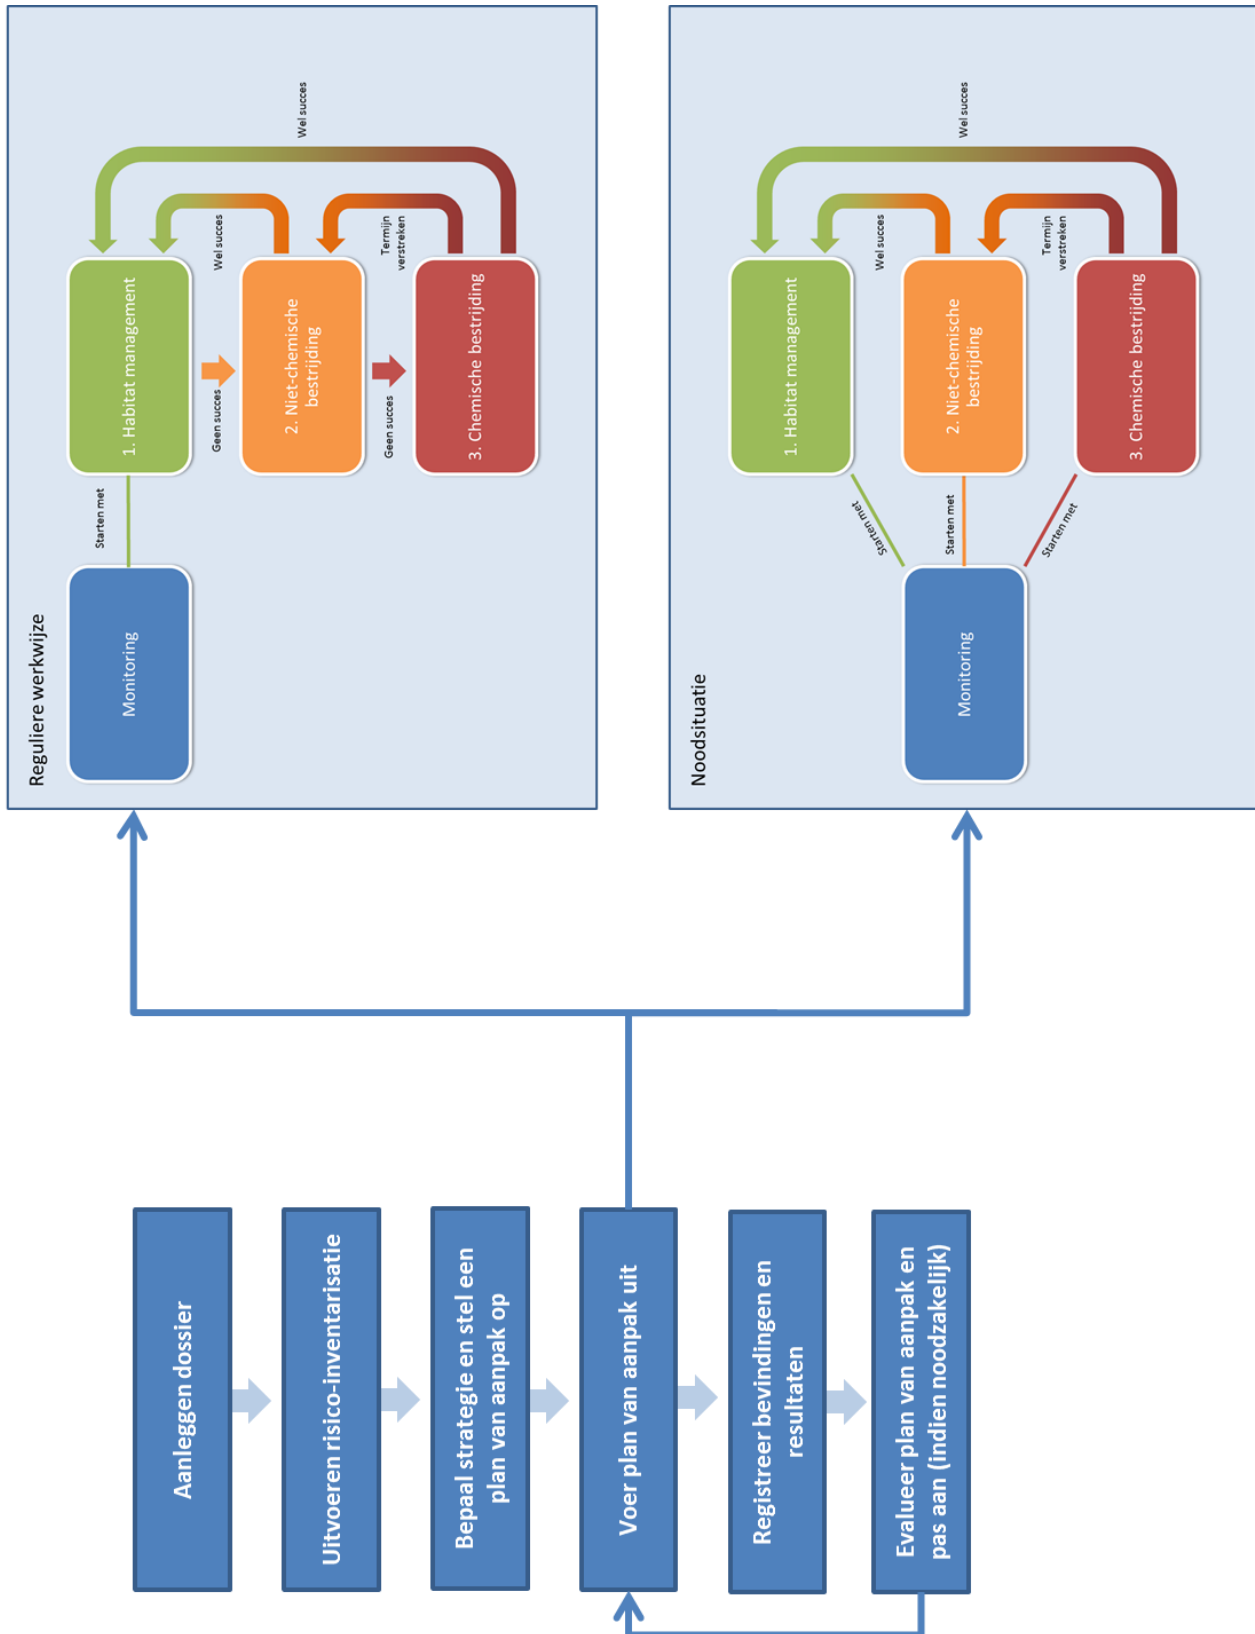 Aanleggen dossier
Uitvoeren risico-inventarisatie
Bepaal strategie en stel een
plan van aanpak op
Voer plan van aanpak uit
Registreer bevindingen en
resultaten
Evalueer plan van aanpak en
pas aan (indien noodzakelijk)
Reguliere werkwijze
Monitoring
Starten met
1. Habitat management
Geen succes
2. Niet-chemische
bestrijding
Geen succes
3. Chemische bestrijding
Wel succes
Termijn
verstreken
Wel succes
Noodsituatie
Monitoring
Starten met
Starten met
Starten met
1. Habitat management
2. Niet-chemische
bestrijding
3. Chemische bestrijding
Wel succes
Termijn
verstreken
Wel succes